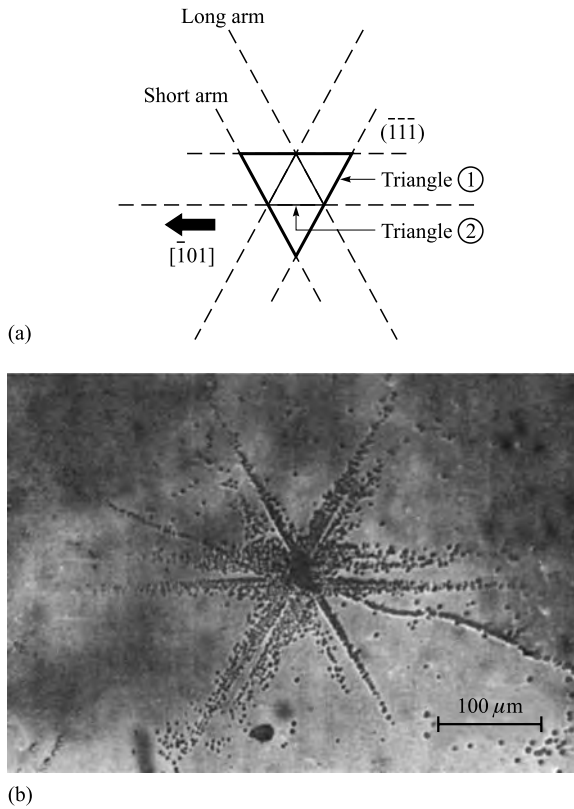 Long arm
Short arm
(1̅1̅1̅)
Triangle ①
Triangle ②
[1̅01]
(a)
100 μm
(b)